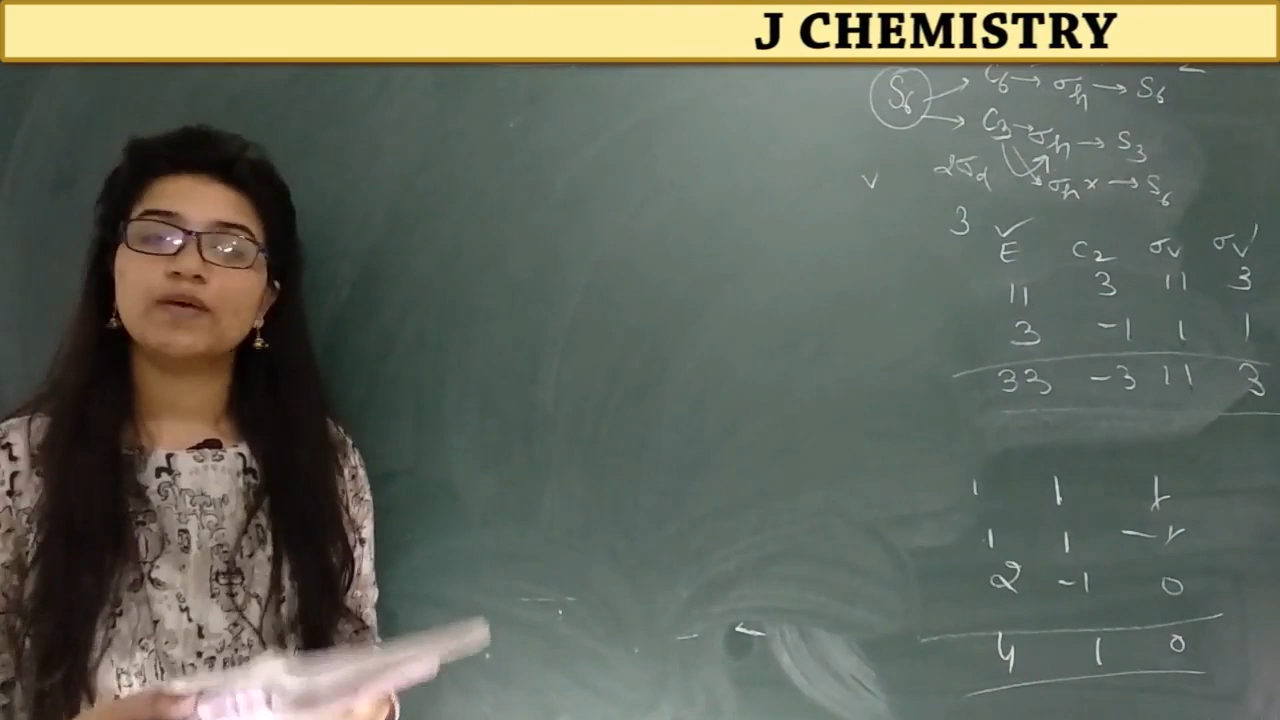 J CHEMISTRY
S₆ → C₆ → σh → S₆
→ C₃ → σh → S₃
v 2σd → σh × → S₆
3 ✓
E C₂ σv σv'
11 3 11 3
3 -1 1 1
33 -3 11 3
1 1 1
1 1 -1
2 -1 0
4 1 0